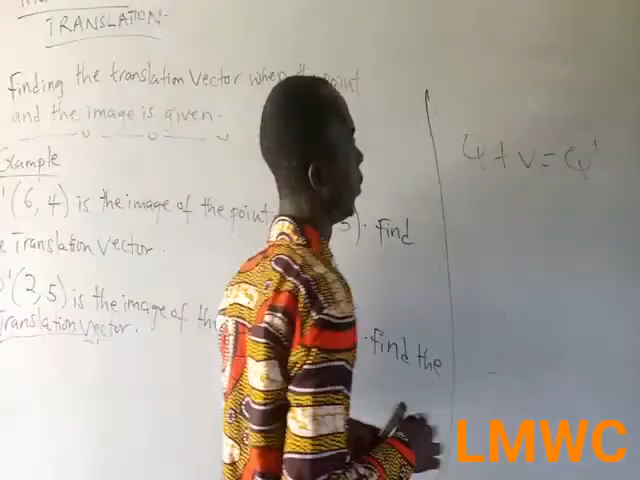 TRANSLATION.
Finding the translation vector when the point
and the image is given.
Example
'(6, 4) is the image of the point 5). find
Translation vector.
'(2, 5) is the image of th . find the
Translation vector.
+ v =
LMWC